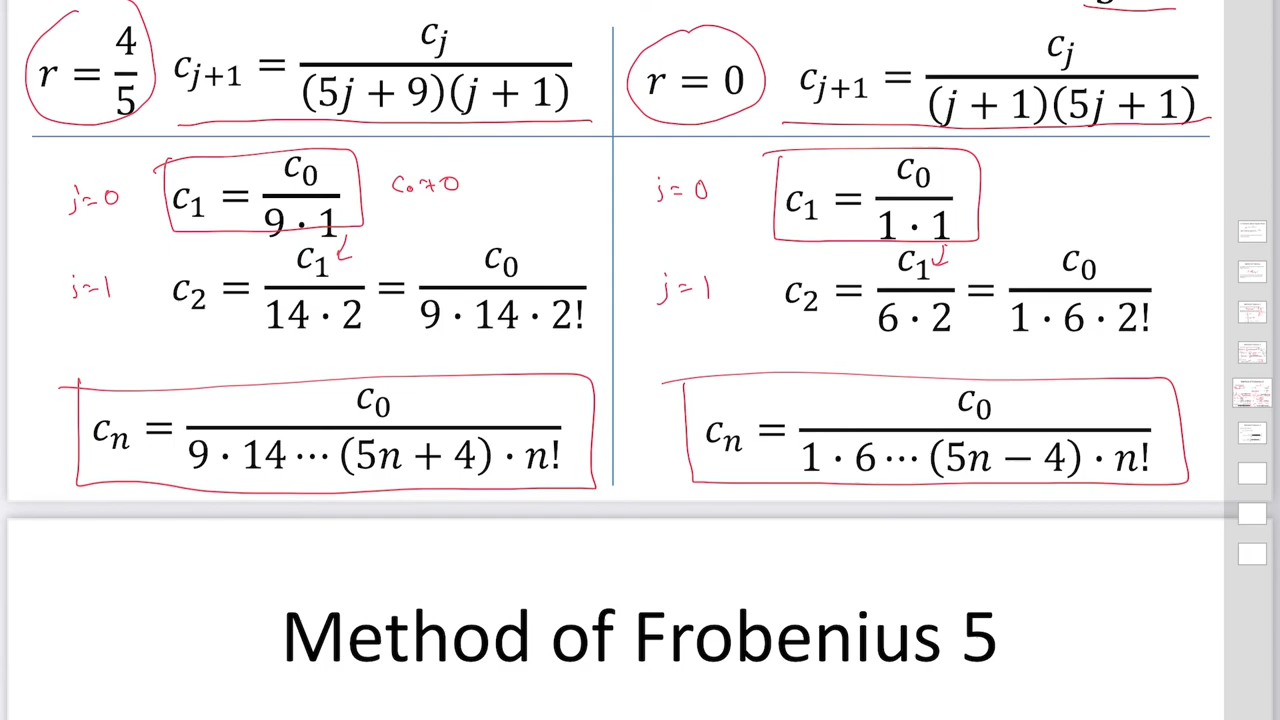 r = 4/5   c_{j+1} = c_j / (5j + 9)(j + 1)
j=0   c_1 = c_0 / 9 · 1   c_0 ≠ 0
j=1   c_2 = c_1 / 14 · 2 = c_0 / 9 · 14 · 2!
c_n = c_0 / 9 · 14 ⋯ (5n + 4) · n!
r = 0   c_{j+1} = c_j / (j + 1)(5j + 1)
j=0   c_1 = c_0 / 1 · 1
j=1   c_2 = c_1 / 6 · 2 = c_0 / 1 · 6 · 2!
c_n = c_0 / 1 · 6 ⋯ (5n − 4) · n!
Method of Frobenius 5